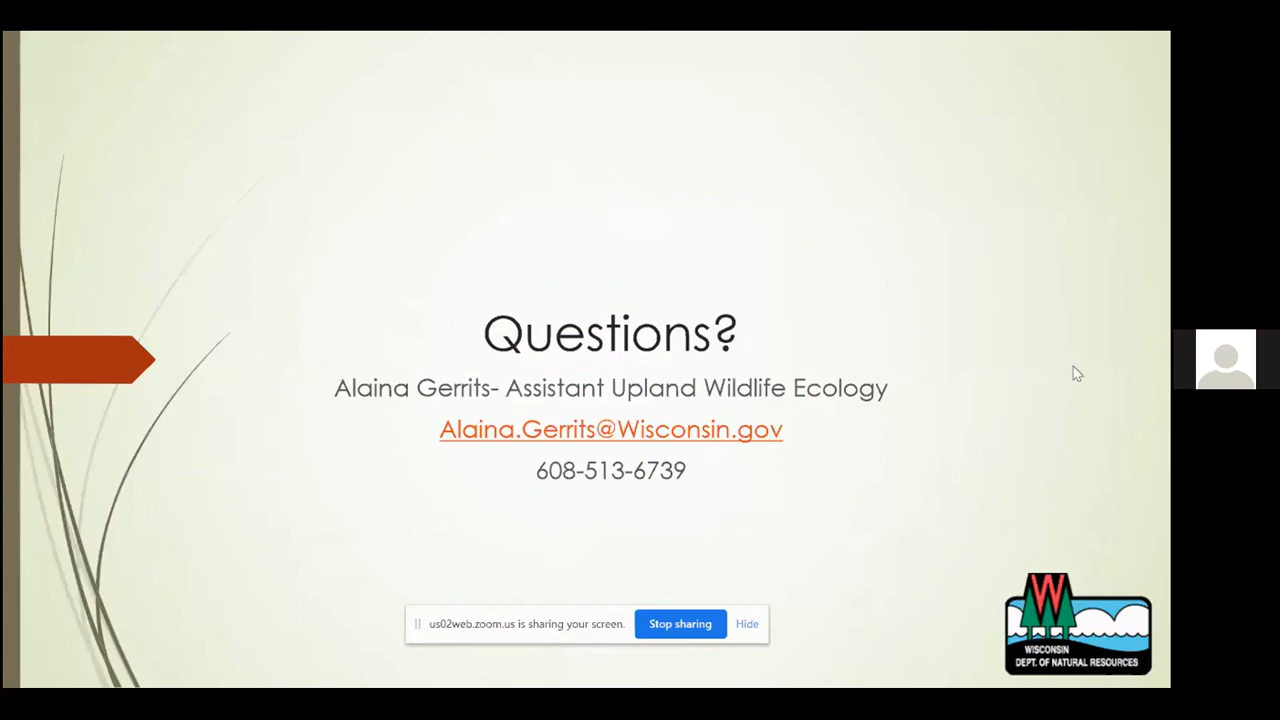 Questions?
Alaina Gerrits- Assistant Upland Wildlife Ecology
Alaina.Gerrits@Wisconsin.gov
608-513-6739
us02web.zoom.us is sharing your screen. Stop sharing Hide
W
WISCONSIN
DEPT. OF NATURAL RESOURCES